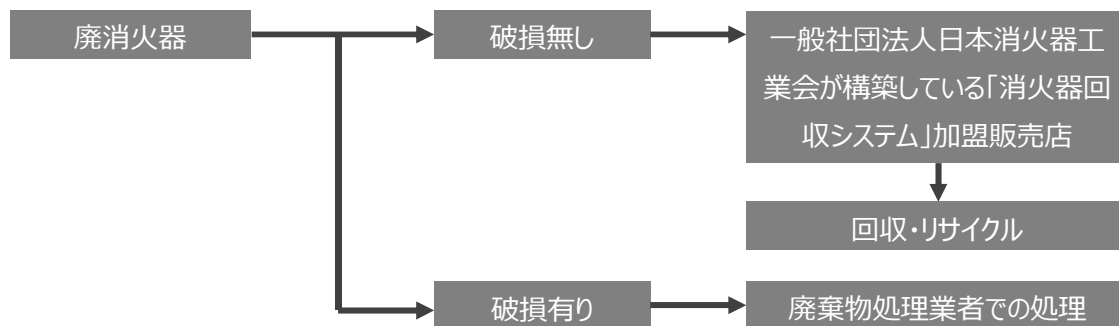 廃消火器
破損無し
一般社団法人日本消火器工
業会が構築している「消火器回
収システム」加盟販売店
回収・リサイクル
破損有り
廃棄物処理業者での処理